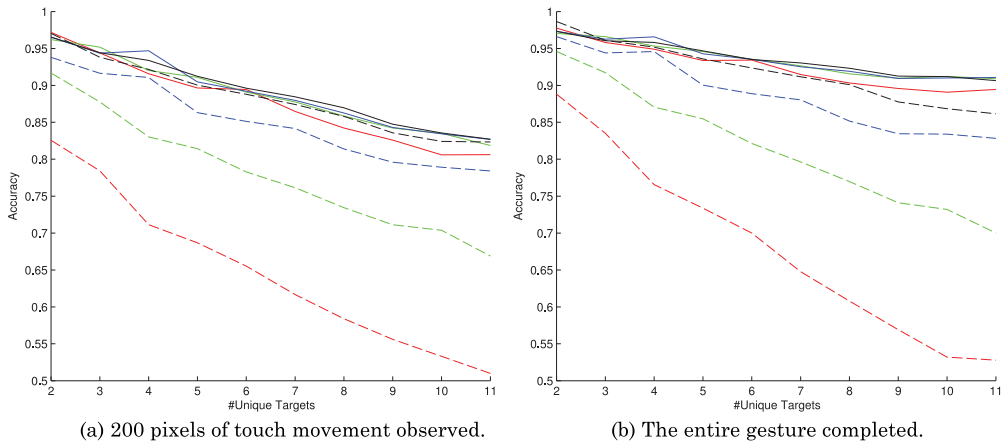 1
0.95
0.9
0.85
0.8
0.75
0.7
0.65
0.6
0.55
0.5
Accuracy
2 3 4 5 6 7 8 9 10 11
#Unique Targets
(a) 200 pixels of touch movement observed.
1
0.95
0.9
0.85
0.8
0.75
0.7
0.65
0.6
0.55
0.5
Accuracy
2 3 4 5 6 7 8 9 10 11
#Unique Targets
(b) The entire gesture completed.